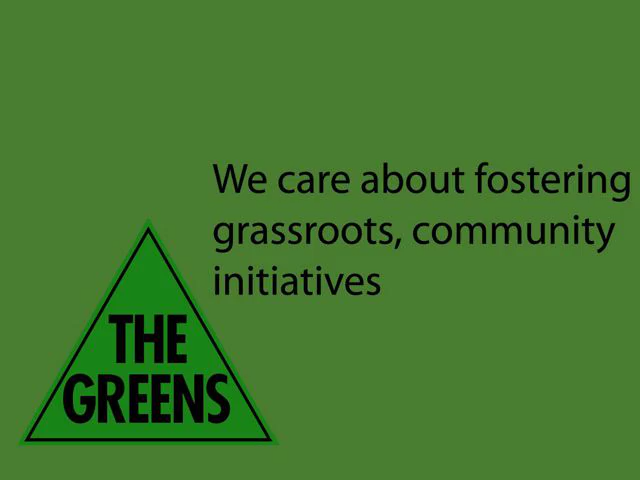 We care about fostering
grassroots, community
initiatives
THE
GREENS